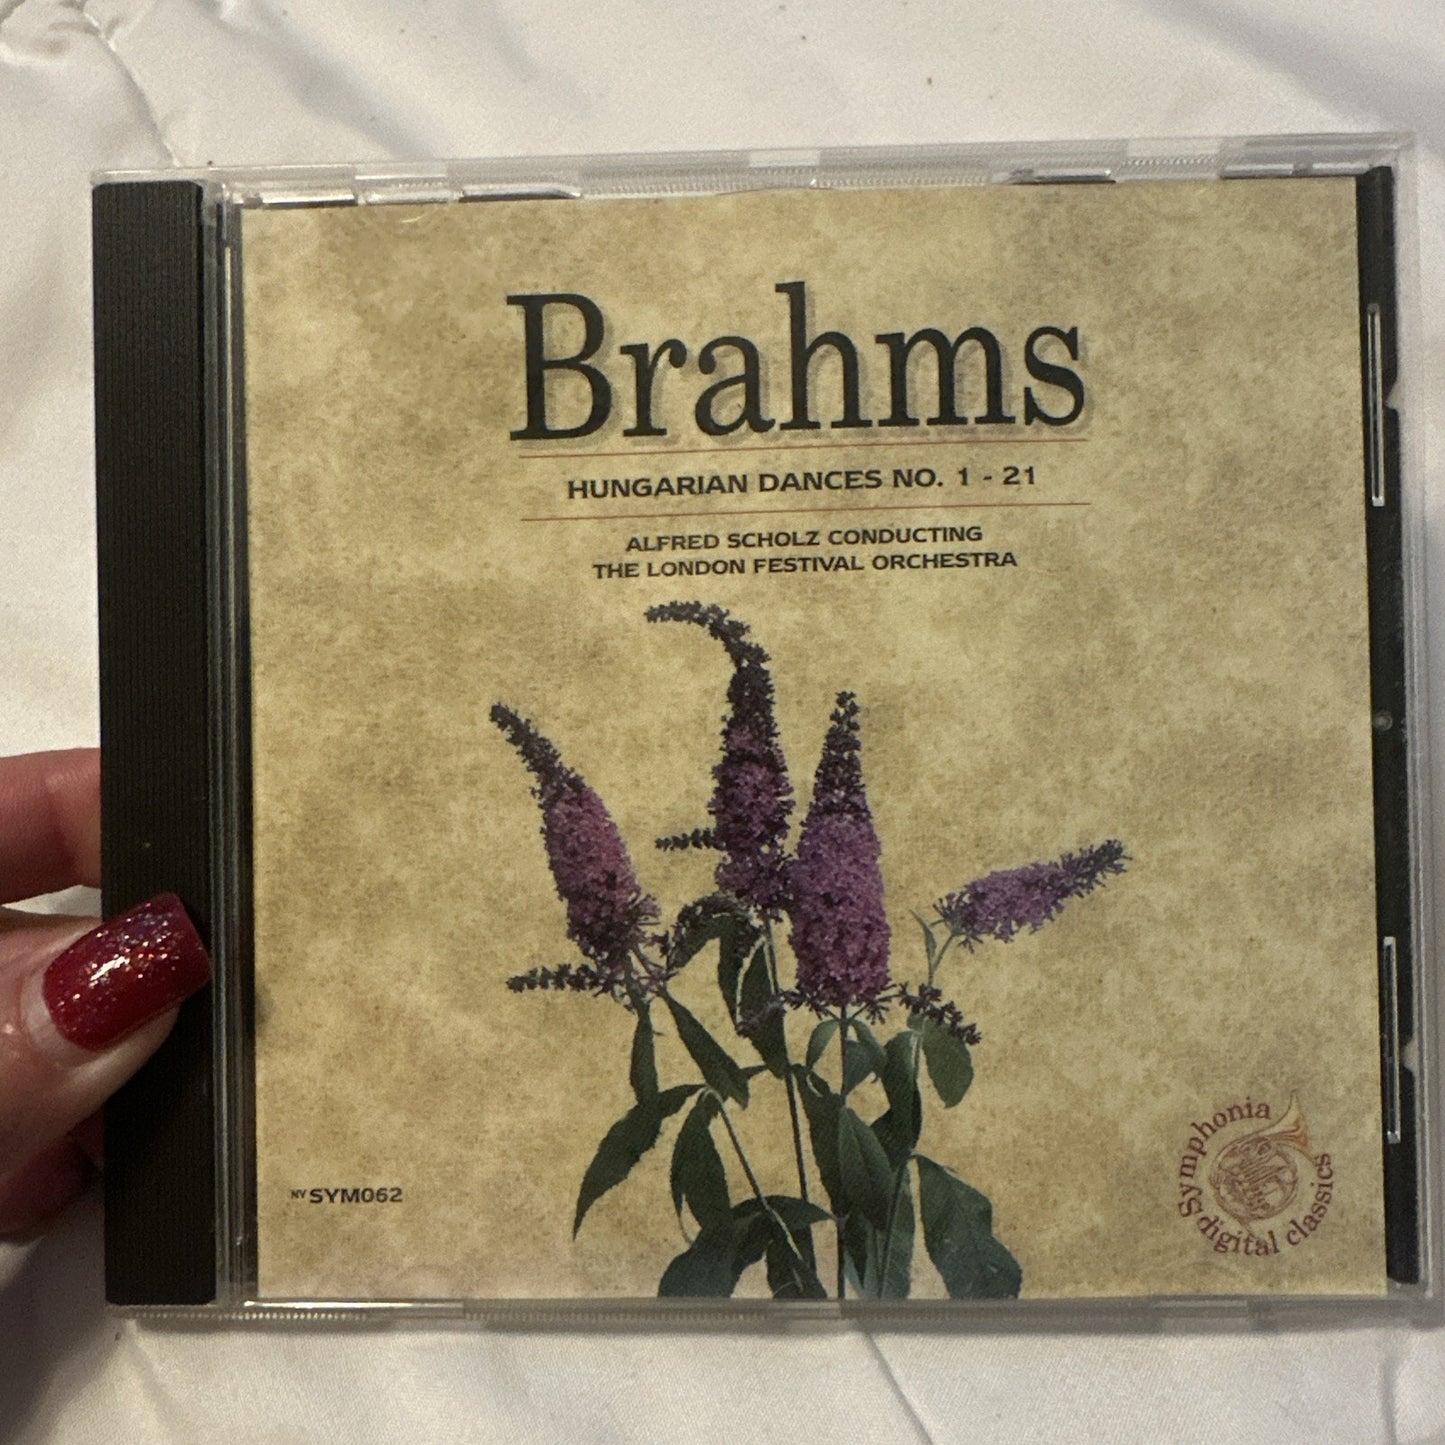 Brahms
HUNGARIAN DANCES NO. 1 - 21
ALFRED SCHOLZ CONDUCTING
THE LONDON FESTIVAL ORCHESTRA
NV SYM062
Symphonia
digital classics